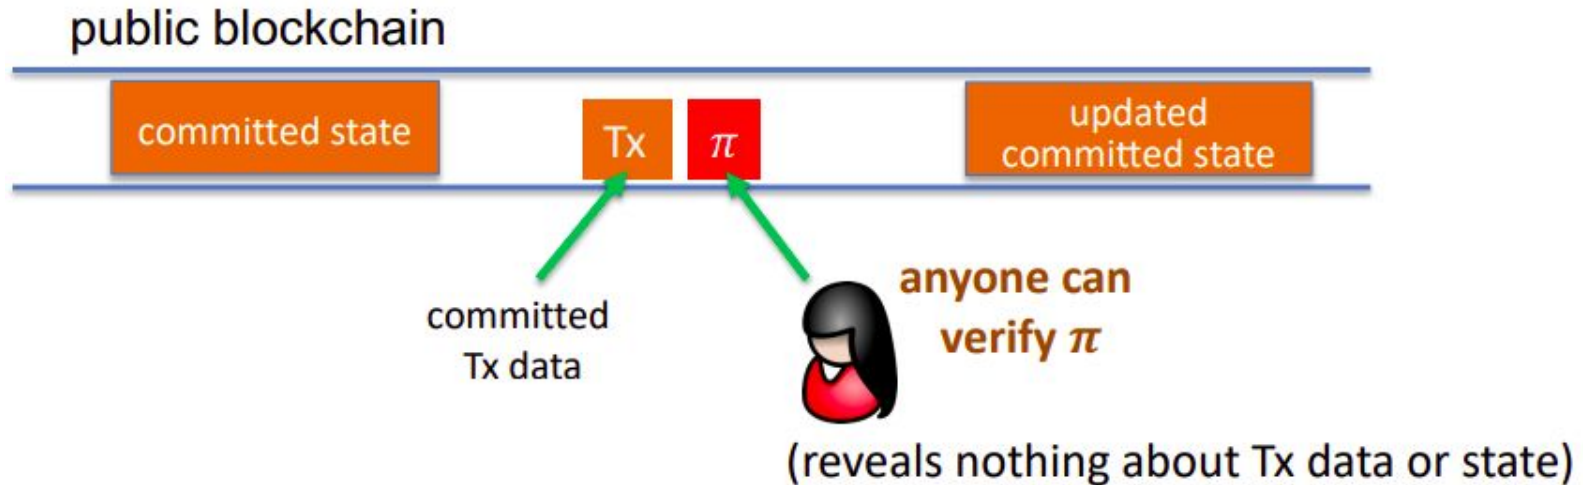 public blockchain
committed state
Tx
π
updated
committed state
committed
Tx data
anyone can
verify π
(reveals nothing about Tx data or state)